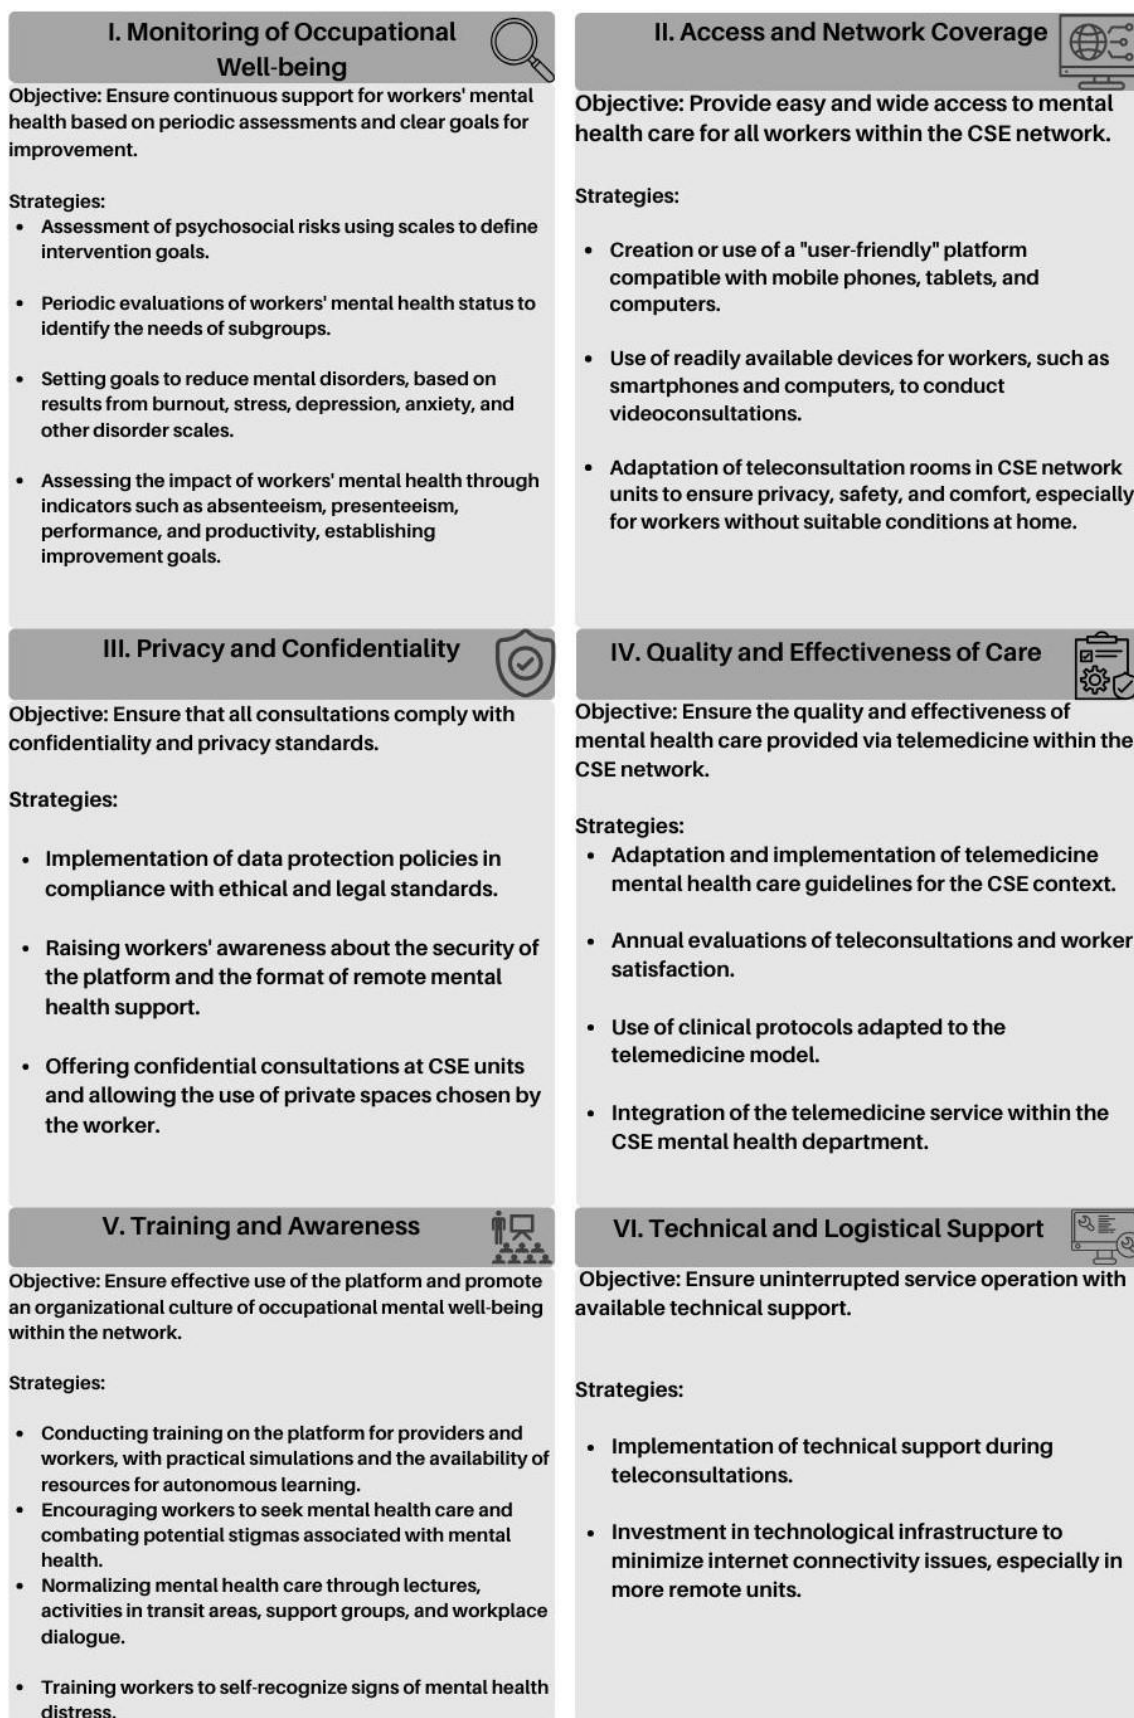 I. Monitoring of Occupational
Well-being
Objective: Ensure continuous support for workers' mental
health based on periodic assessments and clear goals for
improvement.
Strategies:
• Assessment of psychosocial risks using scales to define
intervention goals.
• Periodic evaluations of workers' mental health status to
identify the needs of subgroups.
• Setting goals to reduce mental disorders, based on
results from burnout, stress, depression, anxiety, and
other disorder scales.
• Assessing the impact of workers' mental health through
indicators such as absenteeism, presenteeism,
performance, and productivity, establishing
improvement goals.
II. Access and Network Coverage
Objective: Provide easy and wide access to mental
health care for all workers within the CSE network.
Strategies:
• Creation or use of a "user-friendly" platform
compatible with mobile phones, tablets, and
computers.
• Use of readily available devices for workers, such as
smartphones and computers, to conduct
videoconsultations.
• Adaptation of teleconsultation rooms in CSE network
units to ensure privacy, safety, and comfort, especially
for workers without suitable conditions at home.
III. Privacy and Confidentiality
Objective: Ensure that all consultations comply with
confidentiality and privacy standards.
Strategies:
• Implementation of data protection policies in
compliance with ethical and legal standards.
• Raising workers' awareness about the security of
the platform and the format of remote mental
health support.
• Offering confidential consultations at CSE units
and allowing the use of private spaces chosen by
the worker.
IV. Quality and Effectiveness of Care
Objective: Ensure the quality and effectiveness of
mental health care provided via telemedicine within the
CSE network.
Strategies:
• Adaptation and implementation of telemedicine
mental health care guidelines for the CSE context.
• Annual evaluations of teleconsultations and worker
satisfaction.
• Use of clinical protocols adapted to the
telemedicine model.
• Integration of the telemedicine service within the
CSE mental health department.
V. Training and Awareness
Objective: Ensure effective use of the platform and promote
an organizational culture of occupational mental well-being
within the network.
Strategies:
• Conducting training on the platform for providers and
workers, with practical simulations and the availability of
resources for autonomous learning.
• Encouraging workers to seek mental health care and
combating potential stigmas associated with mental
health.
• Normalizing mental health care through lectures,
activities in transit areas, support groups, and workplace
dialogue.
• Training workers to self-recognize signs of mental health
distress.
VI. Technical and Logistical Support
Objective: Ensure uninterrupted service operation with
available technical support.
Strategies:
• Implementation of technical support during
teleconsultations.
• Investment in technological infrastructure to
minimize internet connectivity issues, especially in
more remote units.